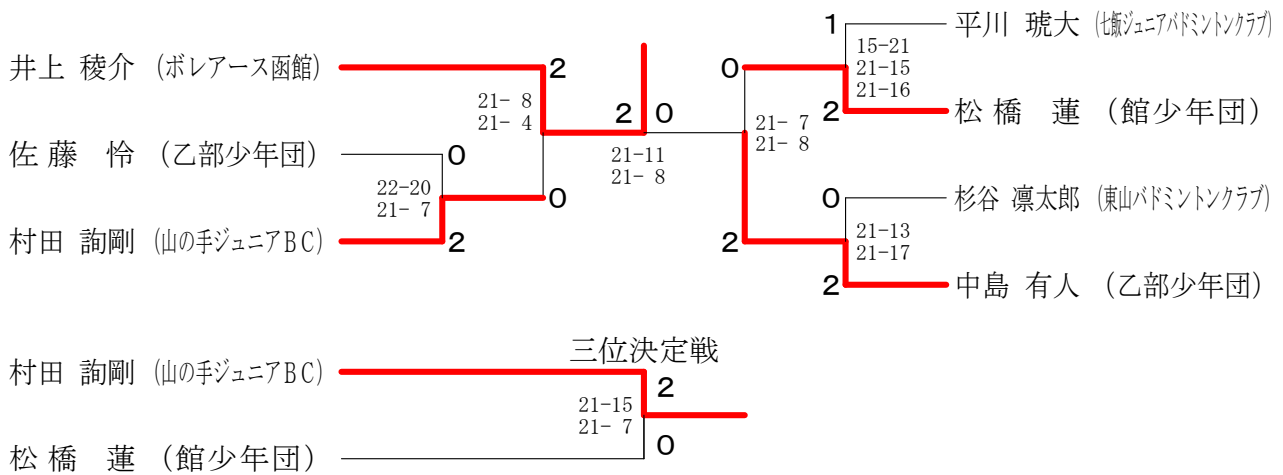 井上 稜介 (ボレアース函館)
2
21- 8
21- 4
佐藤 怜 (乙部少年団)
0
22-20
21- 7
0
村田 詢剛 (山の手ジュニアBC)
2
2 0
21-11
21- 8
1
平川 琥大 (七飯ジュニアバドミントンクラブ)
15-21
21-15
21-16
0
2
松橋 蓮 (館少年団)
21- 7
21- 8
0
杉谷 凛太郎 (東山バドミントンクラブ)
21-13
21-17
2
2
中島 有人 (乙部少年団)
三位決定戦
村田 詢剛 (山の手ジュニアBC)
2
21-15
21- 7
0
松橋 蓮 (館少年団)